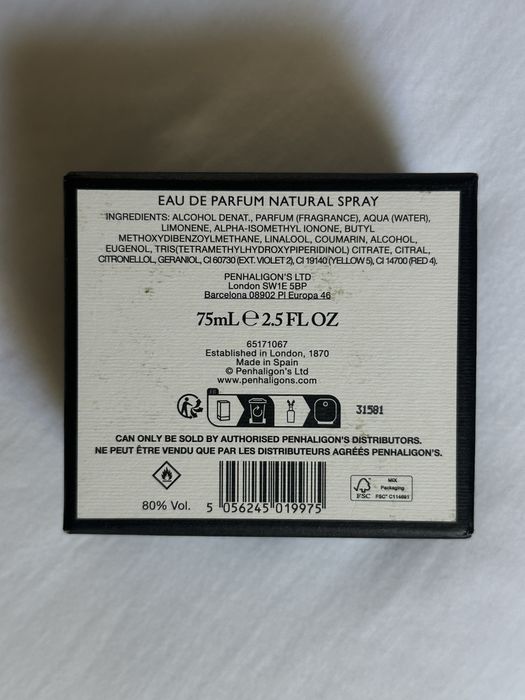 EAU DE PARFUM NATURAL SPRAY
INGREDIENTS: ALCOHOL DENAT., PARFUM (FRAGRANCE), AQUA (WATER),
LIMONENE, ALPHA-ISOMETHYL IONONE, BUTYL
METHOXYDIBENZOYLMETHANE, LINALOOL, COUMARIN, ALCOHOL,
EUGENOL, TRIS(TETRAMETHYLHYDROXYPIPERIDINOL) CITRATE, CITRAL,
CITRONELLOL, GERANIOL, CI 60730 (EXT. VIOLET 2), CI 19140 (YELLOW 5), CI 14700 (RED 4).
PENHALIGON'S LTD
London SW1E 5BP
Barcelona 08902 Pl Europa 46
75mL ℮ 2.5 FL OZ
65171067
Established in London, 1870
Made in Spain
© Penhaligon's Ltd
www.penhaligons.com
31581
CAN ONLY BE SOLD BY AUTHORISED PENHALIGON'S DISTRIBUTORS.
NE PEUT ÊTRE VENDU QUE PAR LES DISTRIBUTEURS AGRÉÉS PENHALIGON'S.
80% Vol.
5 056245 019975
FSC
MIX
Packaging
FSC® C114691